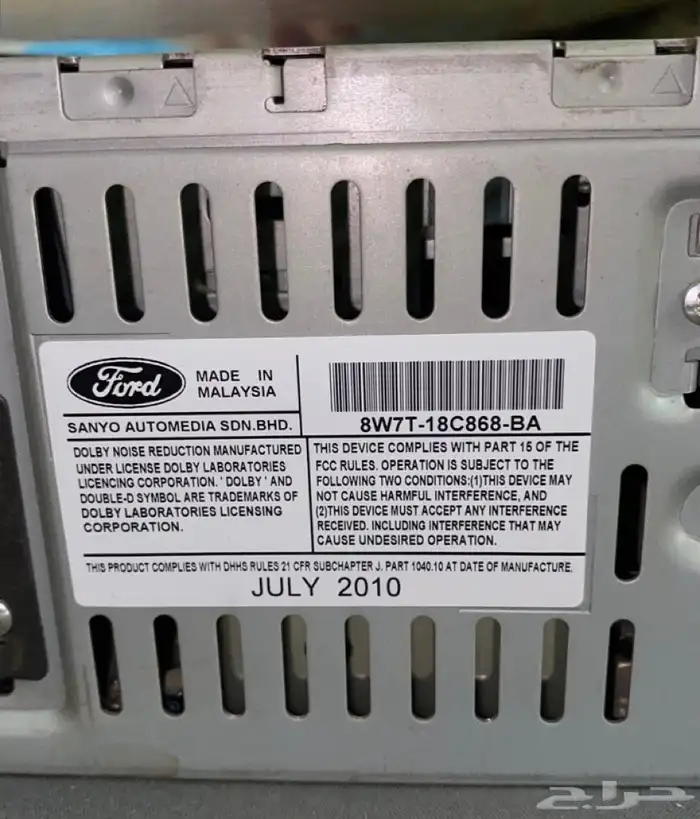 Ford
MADE IN
MALAYSIA
SANYO AUTOMEDIA SDN.BHD.
8W7T-18C868-BA
DOLBY NOISE REDUCTION MANUFACTURED
UNDER LICENSE DOLBY LABORATORIES
LICENCING CORPORATION. ' DOLBY ' AND
DOUBLE-D SYMBOL ARE TRADEMARKS OF
DOLBY LABORATORIES LICENSING
CORPORATION.
THIS DEVICE COMPLIES WITH PART 15 OF THE
FCC RULES. OPERATION IS SUBJECT TO THE
FOLLOWING TWO CONDITIONS:(1)THIS DEVICE MAY
NOT CAUSE HARMFUL INTERFERENCE, AND
(2)THIS DEVICE MUST ACCEPT ANY INTERFERENCE
RECEIVED. INCLUDING INTERFERENCE THAT MAY
CAUSE UNDESIRED OPERATION.
THIS PRODUCT COMPLIES WITH DHHS RULES 21 CFR SUBCHAPTER J. PART 1040.10 AT DATE OF MANUFACTURE.
JULY 2010
حراج